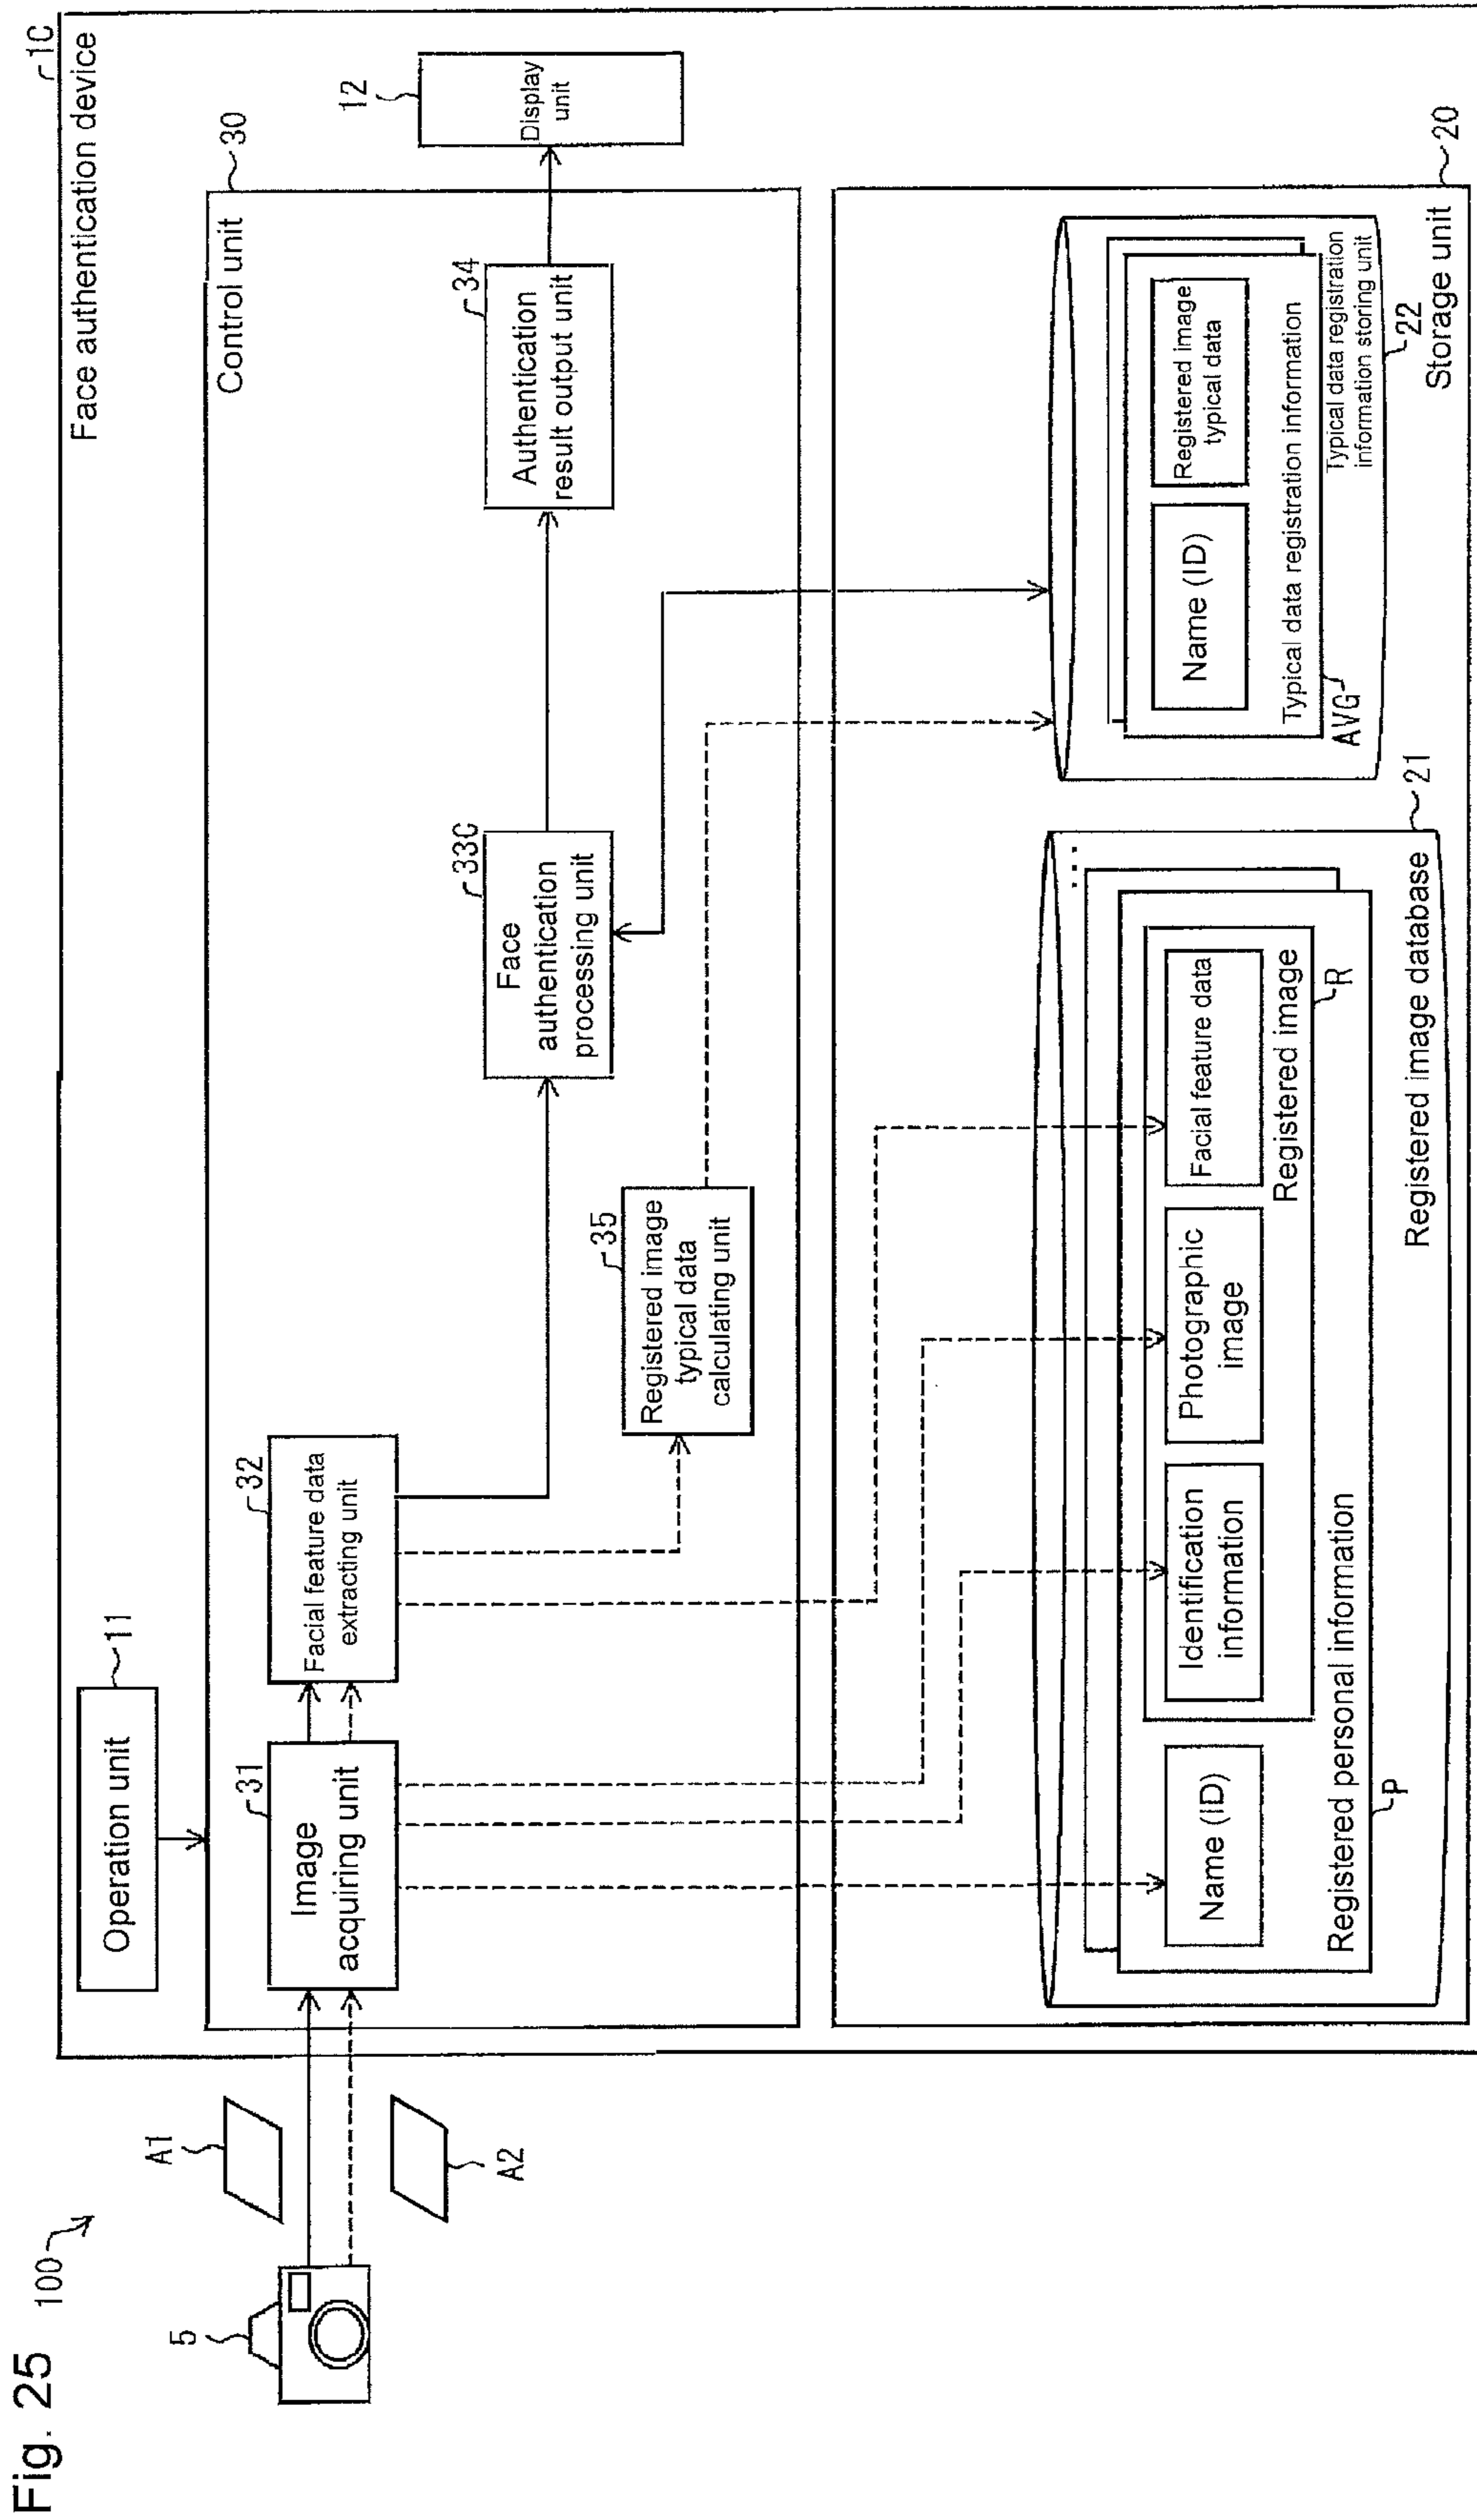 Fig. 25
100
5
A1
A2
1C
Face authentication device
Operation unit
11
30
Control unit
31
Image
acquiring unit
32
Facial feature data
extracting unit
35
Registered image
typical data
calculating unit
33C
Face
authentication
processing unit
34
Authentication
result output unit
12
Display
unit
Name (ID)
Identification
information
Photographic
image
Facial feature data
Registered image
R
Registered personal information
P
...
Registered image database
21
Name (ID)
Registered image
typical data
Typical data registration information
AVG
Typical data registration
information storing unit
22
Storage unit
20